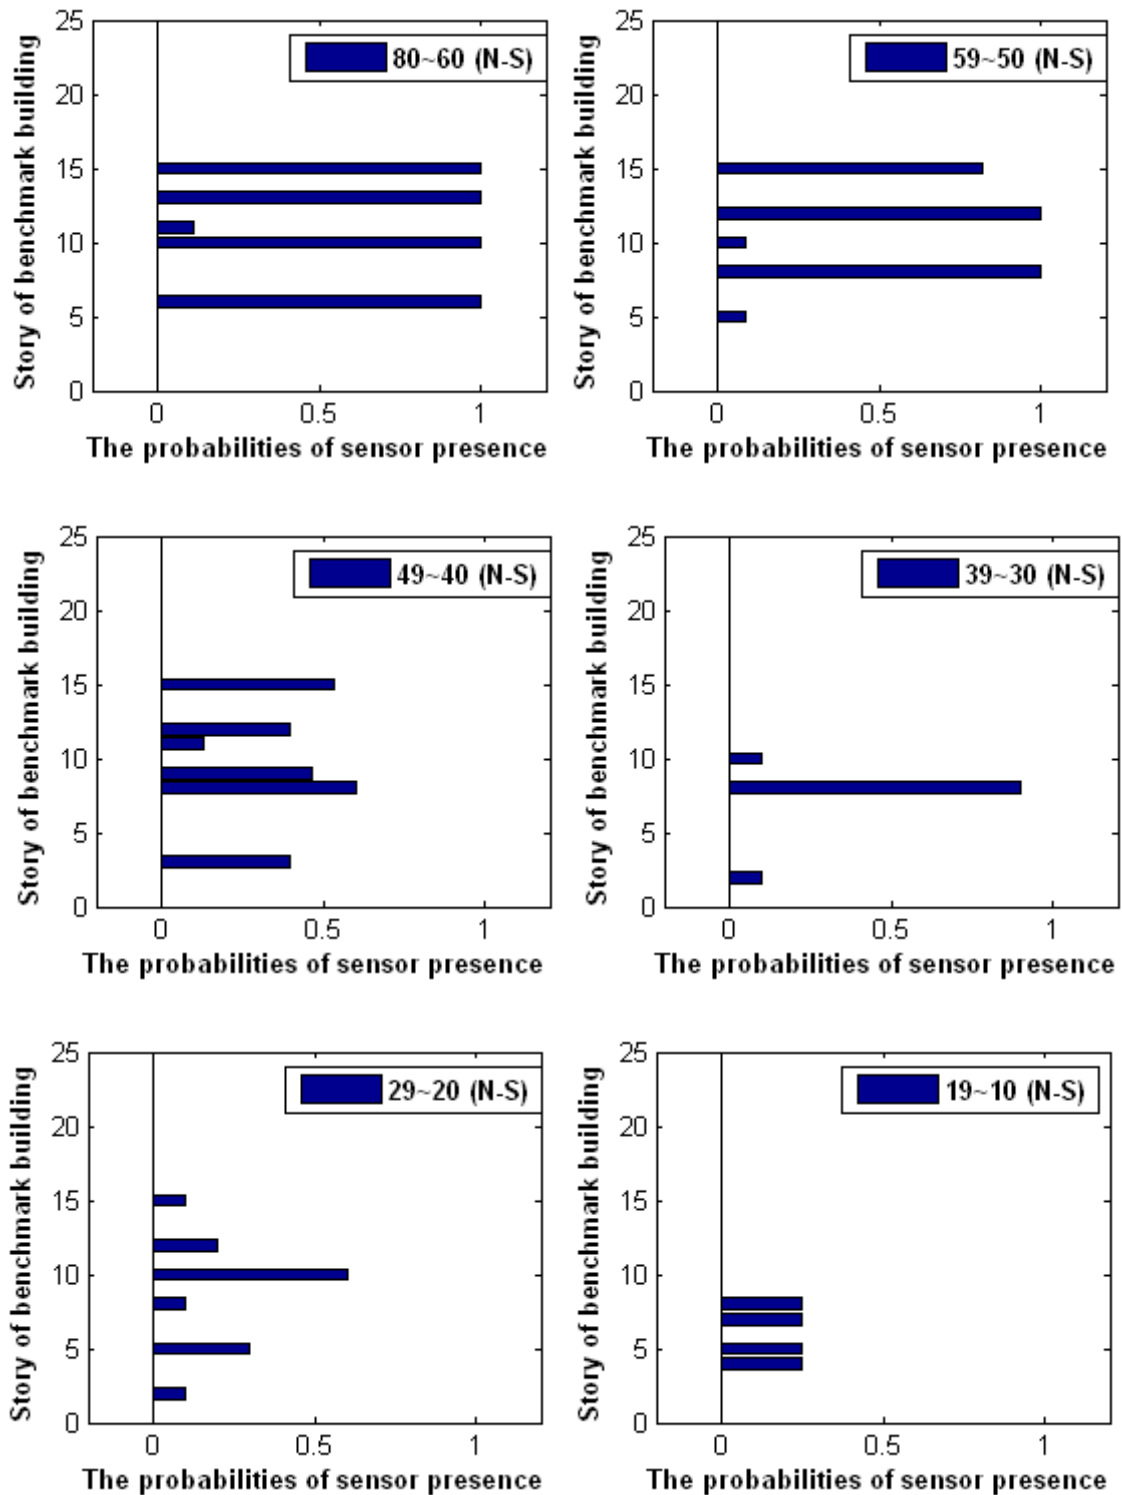 25
20
15
10
5
0
Story of benchmark building
80~60 (N-S)
0 0.5 1
The probabilities of sensor presence
25
20
15
10
5
0
Story of benchmark building
59~50 (N-S)
0 0.5 1
The probabilities of sensor presence
25
20
15
10
5
0
Story of benchmark building
49~40 (N-S)
0 0.5 1
The probabilities of sensor presence
25
20
15
10
5
0
Story of benchmark building
39~30 (N-S)
0 0.5 1
The probabilities of sensor presence
25
20
15
10
5
0
Story of benchmark building
29~20 (N-S)
0 0.5 1
The probabilities of sensor presence
25
20
15
10
5
0
Story of benchmark building
19~10 (N-S)
0 0.5 1
The probabilities of sensor presence